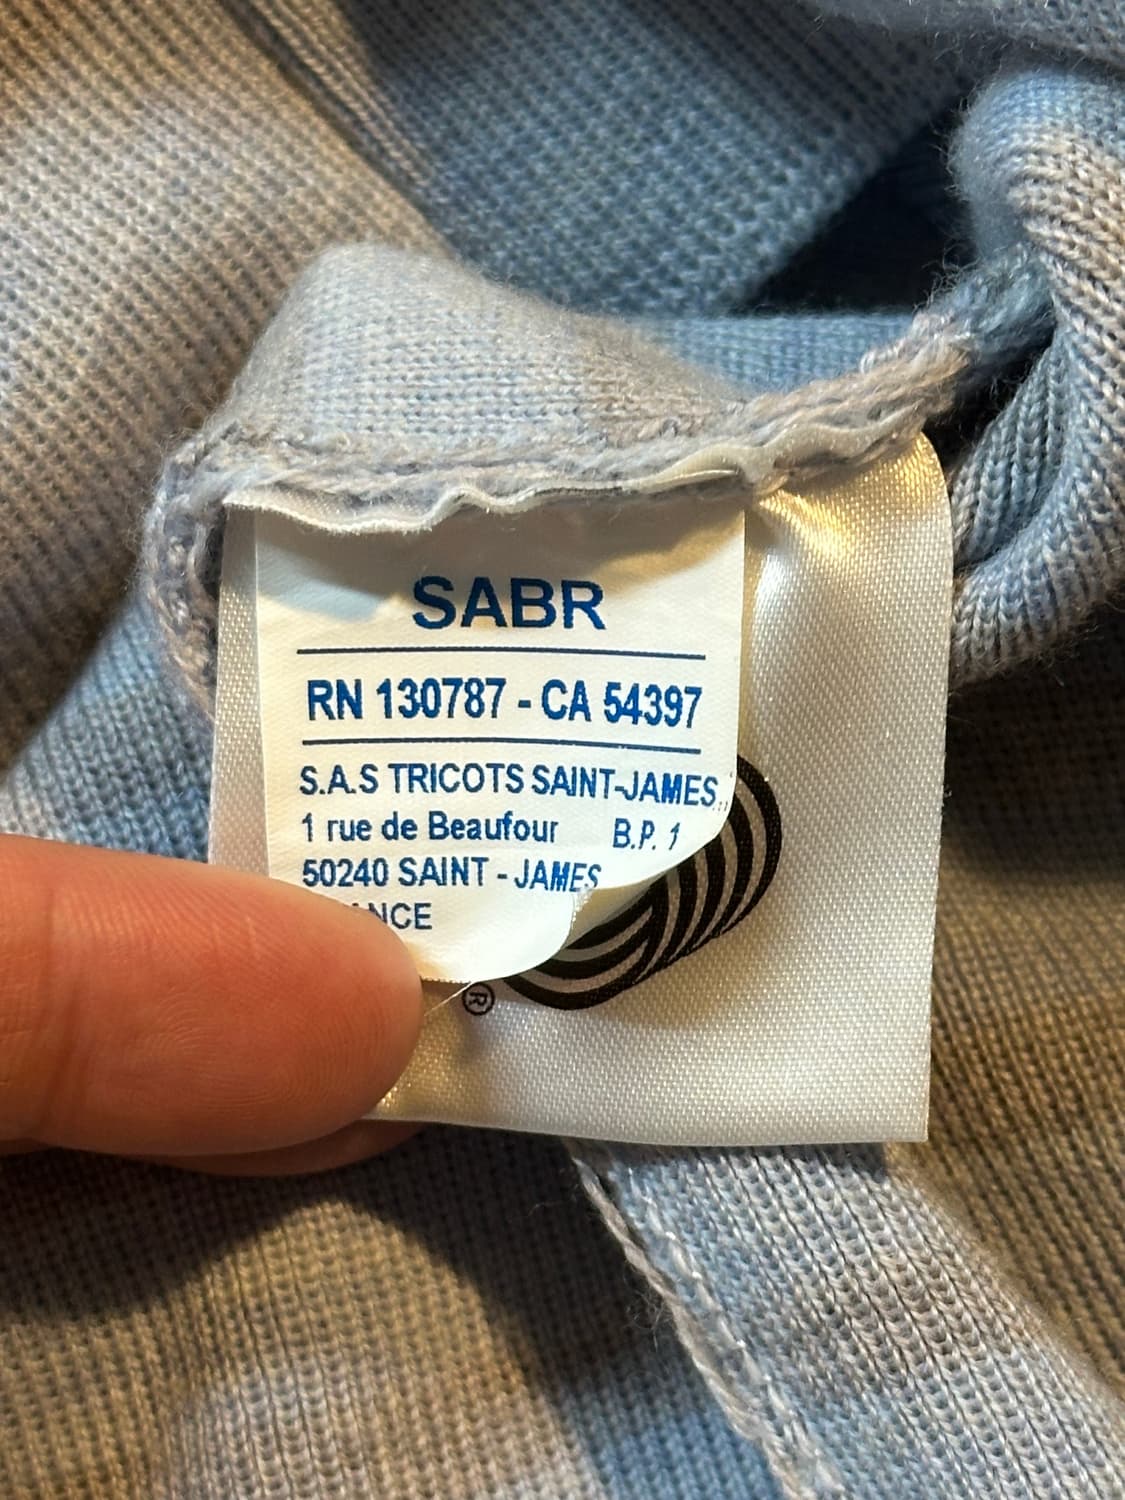 SABR
RN 130787 - CA 54397
S.A.S TRICOTS SAINT-JAMES
1 rue de Beaufour B.P. 1
50240 SAINT - JAMES
®